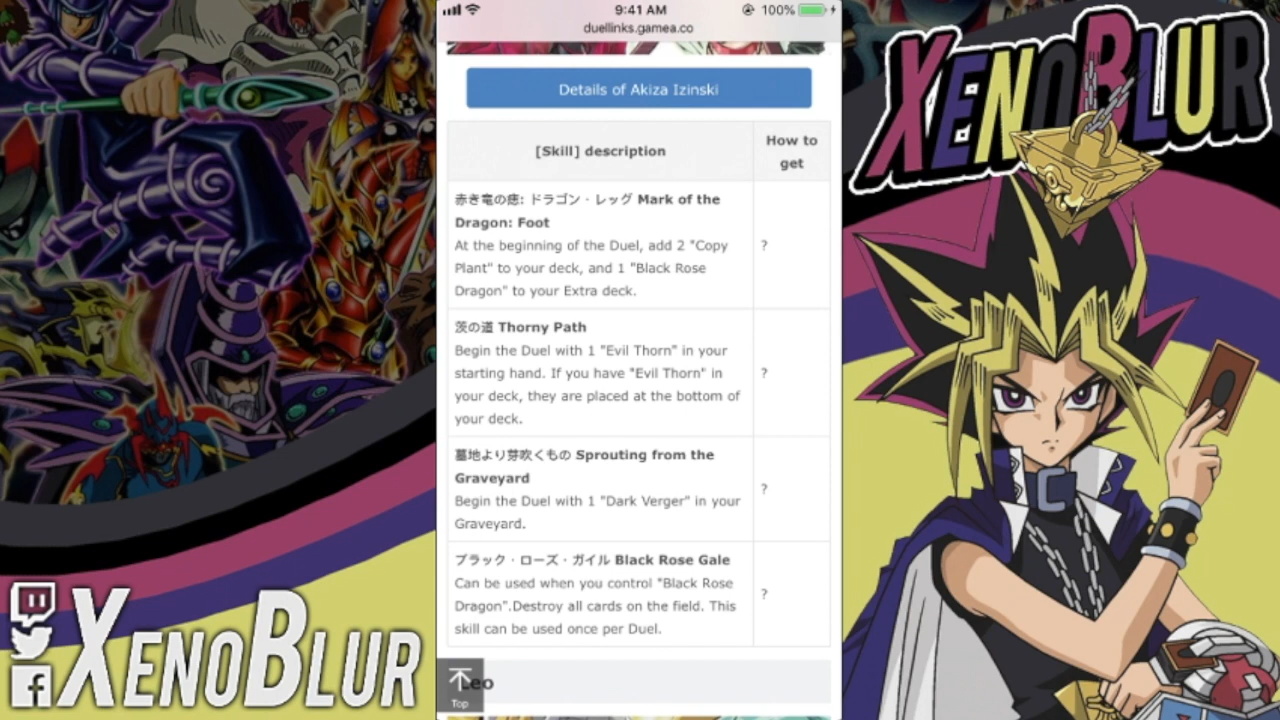 9:41 AM
100%
duellinks.gamea.co
Details of Akiza Izinski
[Skill] description
How to
get
赤き竜の痣: ドラゴン・レッグ Mark of the
Dragon: Foot
At the beginning of the Duel, add 2 "Copy
Plant" to your deck, and 1 "Black Rose
Dragon" to your Extra deck.
?
茨の道 Thorny Path
Begin the Duel with 1 "Evil Thorn" in your
starting hand. If you have "Evil Thorn" in
your deck, they are placed at the bottom of
your deck.
?
墓地より芽吹くもの Sprouting from the
Graveyard
Begin the Duel with 1 "Dark Verger" in your
Graveyard.
?
ブラック・ローズ・ガイル Black Rose Gale
Can be used when you control "Black Rose
Dragon".Destroy all cards on the field. This
skill can be used once per Duel.
?
Leo
Top
XENOBLUR
XENOBLUR